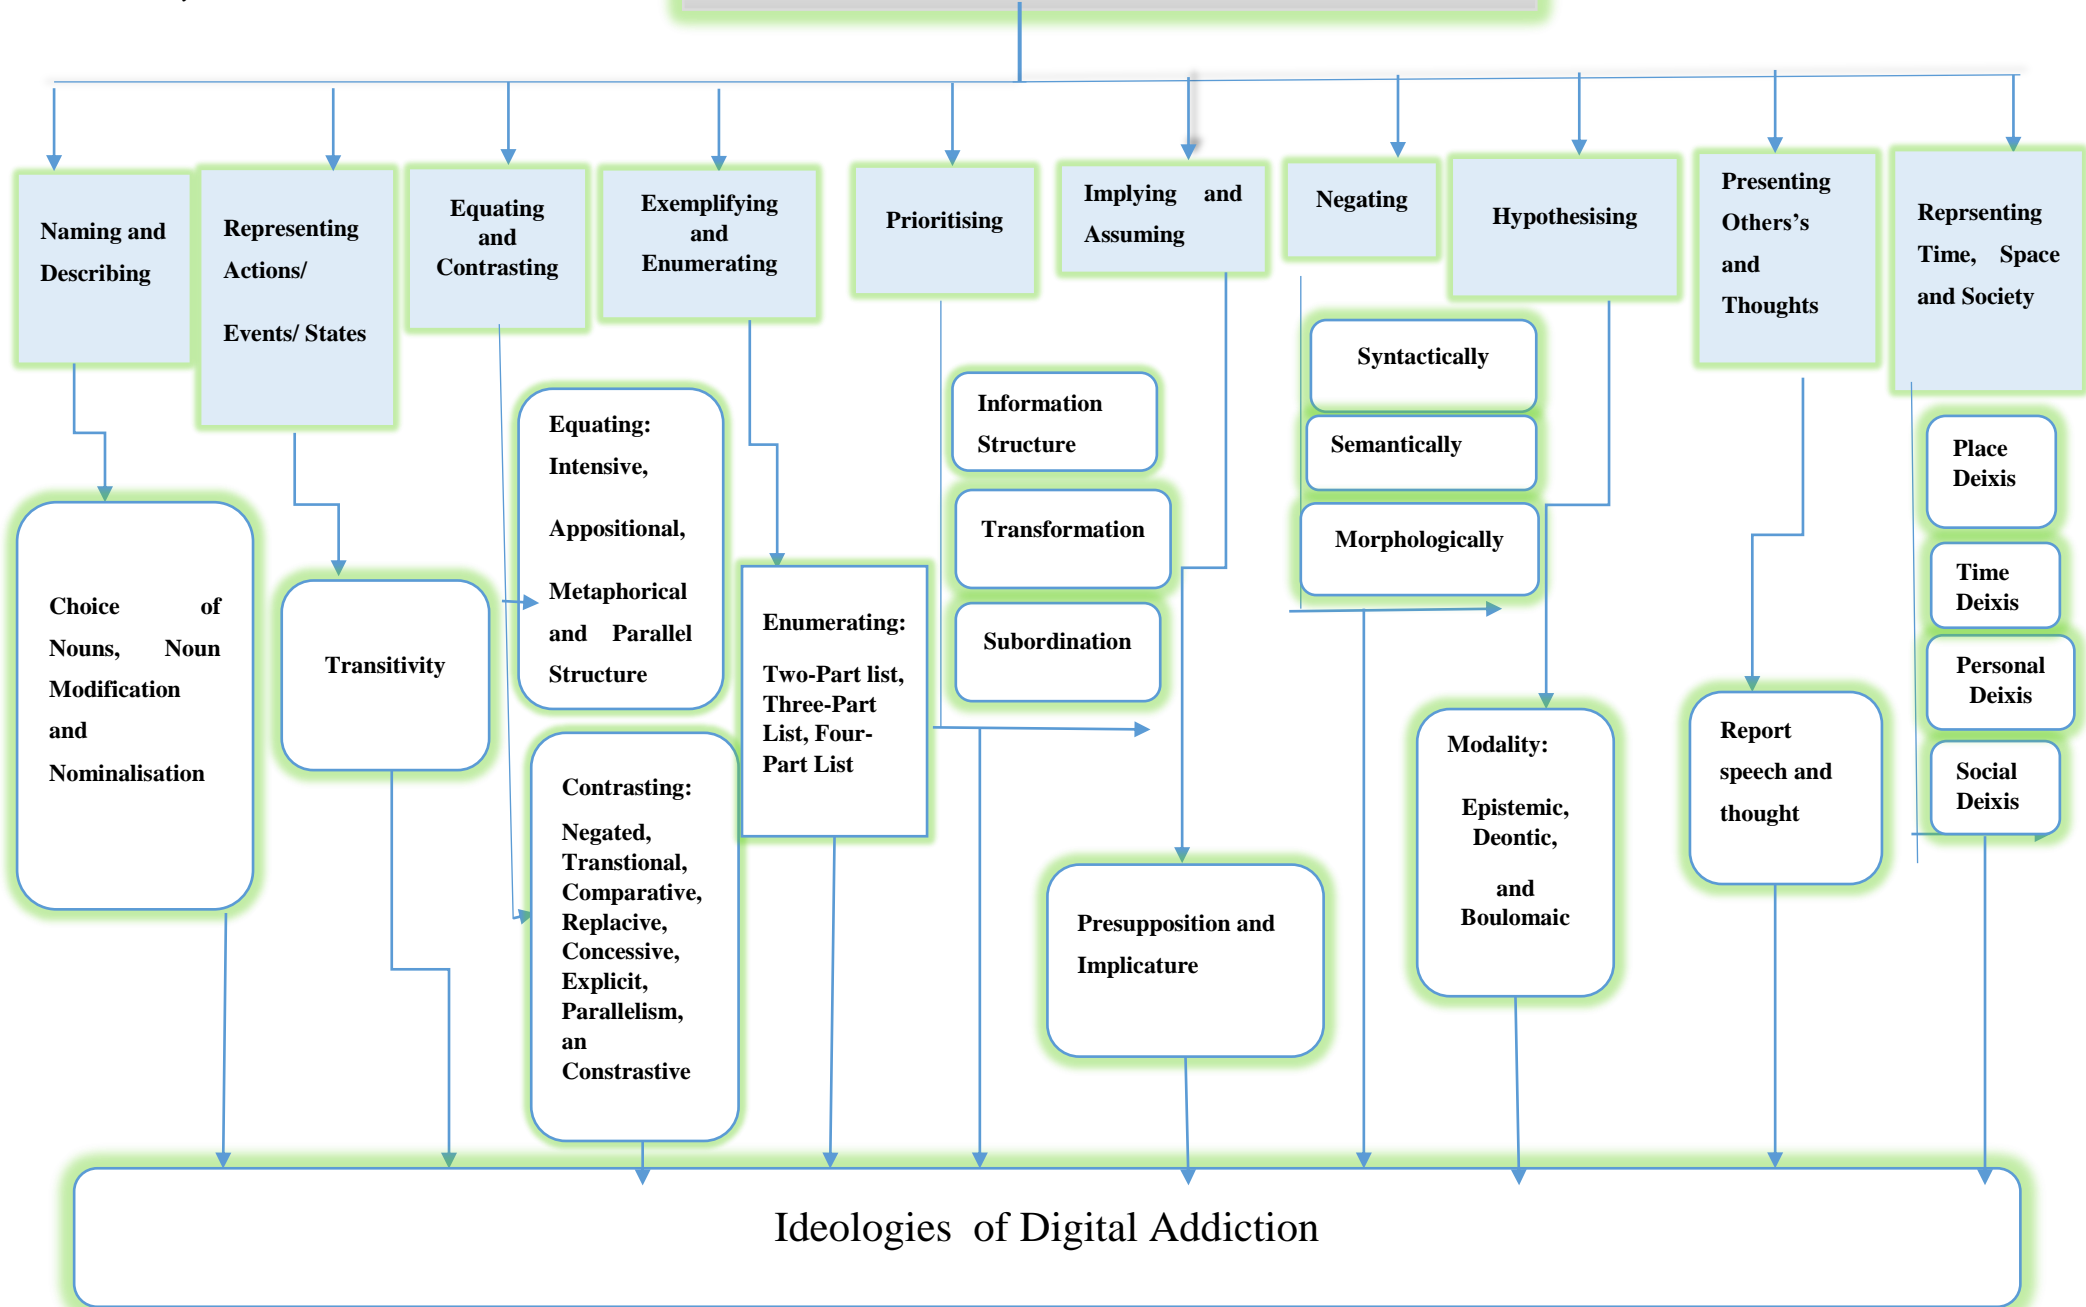 Naming and
Describing
Representing
Actions/
Events/ States
Equating
and
Contrasting
Exemplifying
and
Enumerating
Prioritising
Implying and
Assuming
Negating
Hypothesising
Presenting
Others's
and
Thoughts
Reprsenting
Time, Space
and Society
Choice of
Nouns, Noun
Modification
and
Nominalisation
Transitivity
Equating:
Intensive,
Appositional,
Metaphorical
and Parallel
Structure
Contrasting:
Negated,
Transtional,
Comparative,
Replacive,
Concessive,
Explicit,
Parallelism,
an
Constrastive
Enumerating:
Two-Part list,
Three-Part
List, Four-
Part List
Information
Structure
Transformation
Subordination
Presupposition and
Implicature
Syntactically
Semantically
Morphologically
Modality:
Epistemic,
Deontic,
and
Boulomaic
Report
speech and
thought
Place
Deixis
Time
Deixis
Personal
Deixis
Social
Deixis
Ideologies of Digital Addiction